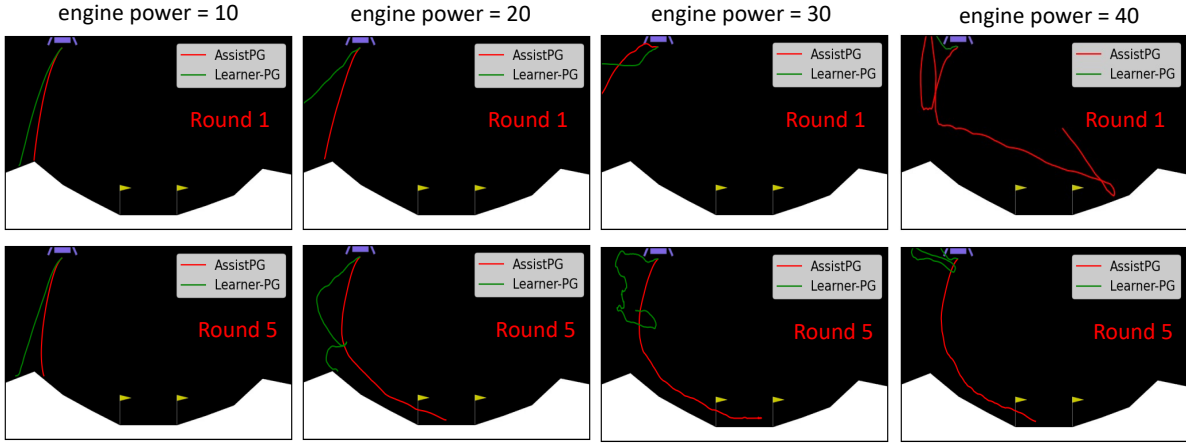 engine power = 10
engine power = 20
engine power = 30
engine power = 40
AssistPG
Learner-PG
Round 1
AssistPG
Learner-PG
Round 1
AssistPG
Learner-PG
Round 1
AssistPG
Learner-PG
Round 1
AssistPG
Learner-PG
Round 5
AssistPG
Learner-PG
Round 5
AssistPG
Learner-PG
Round 5
AssistPG
Learner-PG
Round 5